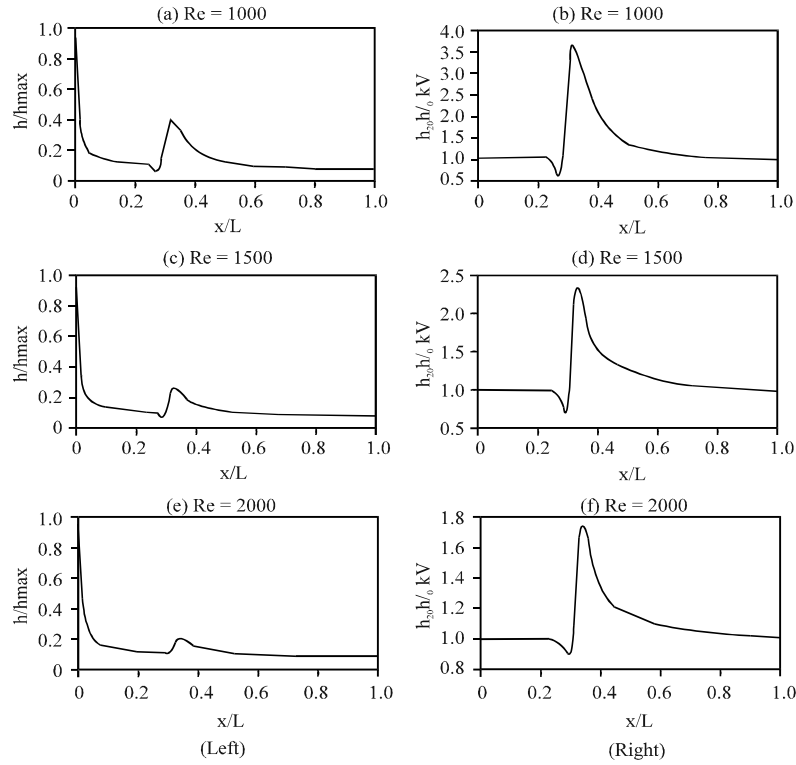 (a) Re = 1000
h/hmax
1.0
0.8
0.6
0.4
0.2
0
0 0.2 0.4 0.6 0.8 1.0
x/L
(b) Re = 1000
h₂₀h/₀ kV
4.0
3.5
3.0
2.5
2.0
1.5
1.0
0.5
0 0.2 0.4 0.6 0.8 1.0
x/L
(c) Re = 1500
h/hmax
1.0
0.8
0.6
0.4
0.2
0
0 0.2 0.4 0.6 0.8 1.0
x/L
(d) Re = 1500
h₂₀h/₀ kV
2.5
2.0
1.5
1.0
0.5
0 0.2 0.4 0.6 0.8 1.0
x/L
(e) Re = 2000
h/hmax
1.0
0.8
0.6
0.4
0.2
0
0 0.2 0.4 0.6 0.8 1.0
x/L
(Left)
(f) Re = 2000
h₂₀h/₀ kV
1.8
1.6
1.4
1.2
1.0
0.8
0 0.2 0.4 0.6 0.8 1.0
x/L
(Right)